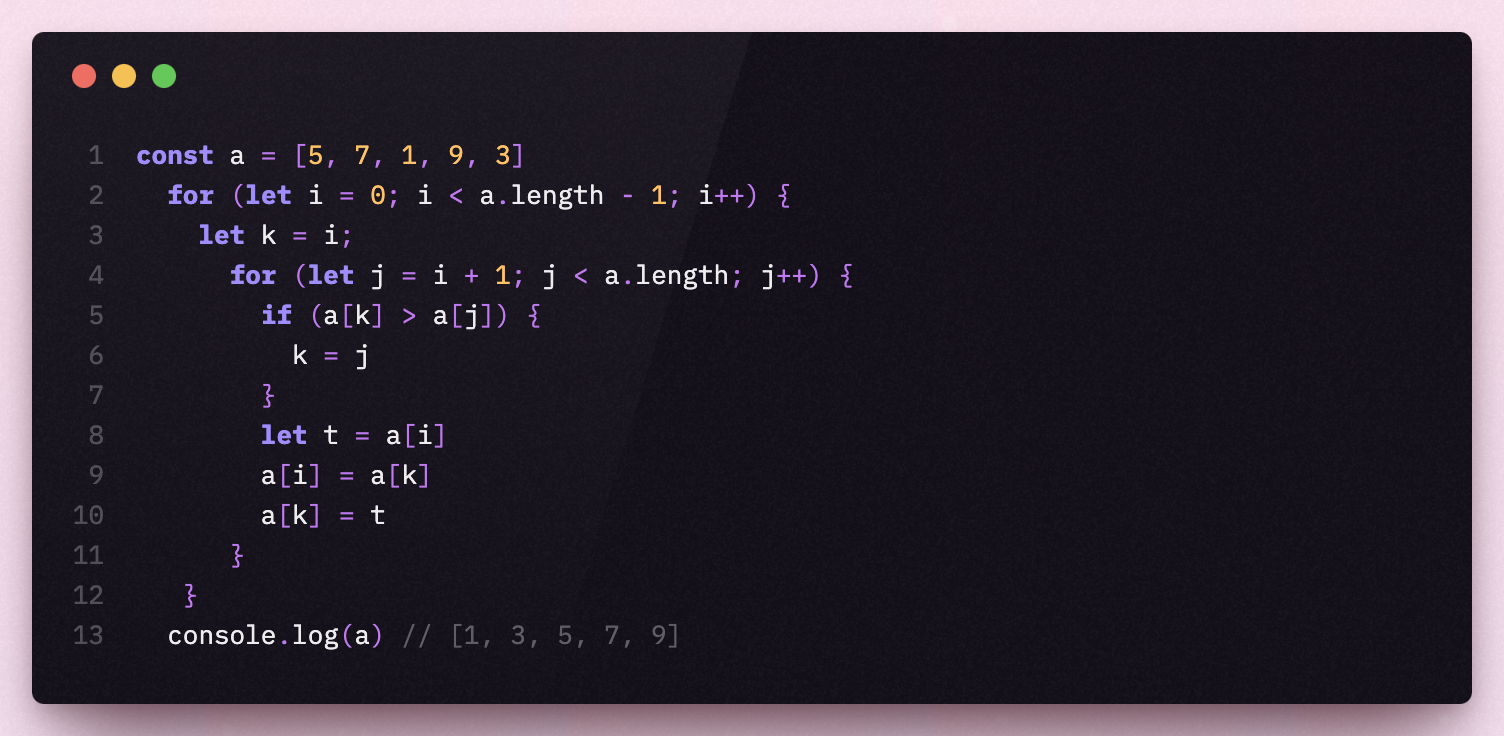 1 const a = [5, 7, 1, 9, 3]
2 for (let i = 0; i < a.length - 1; i++) {
3 let k = i;
4 for (let j = i + 1; j < a.length; j++) {
5 if (a[k] > a[j]) {
6 k = j
7 }
8 let t = a[i]
9 a[i] = a[k]
10 a[k] = t
11 }
12 }
13 console.log(a) // [1, 3, 5, 7, 9]